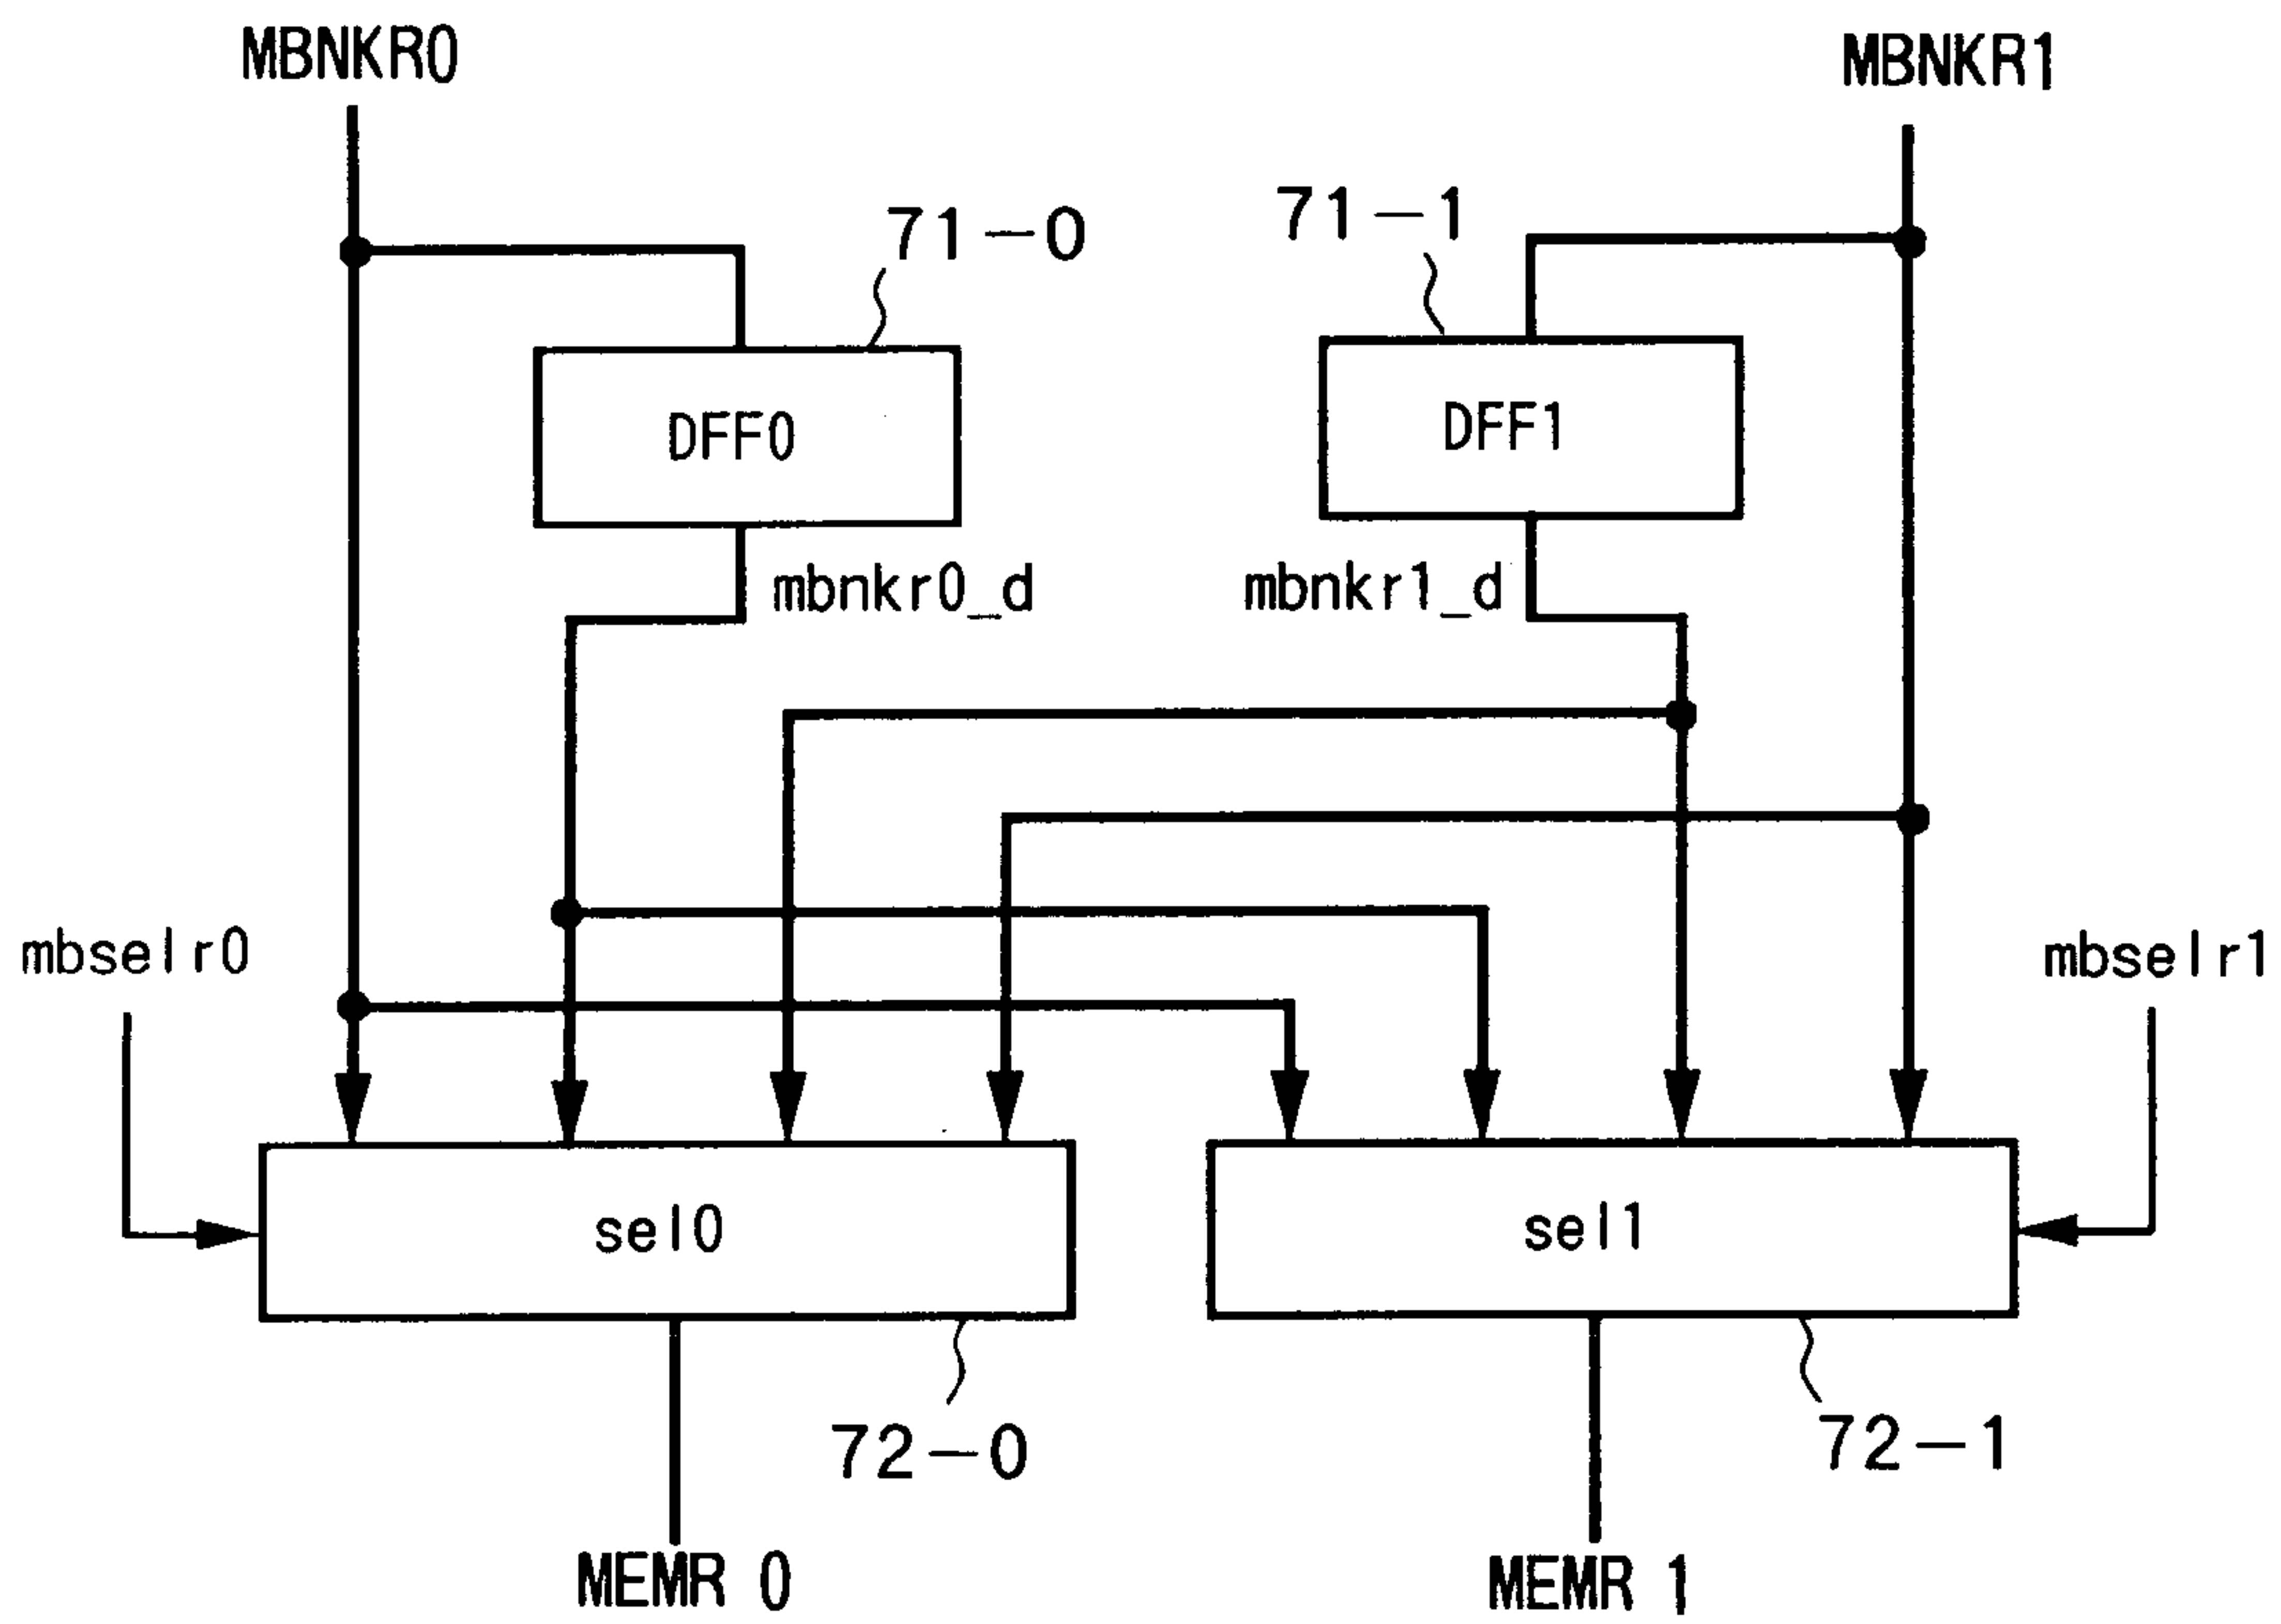 MBNKR0
MBNKR1
71-0
71-1
DFF0
DFF1
mbnkr0_d
mbnkr1_d
mbselr0
mbselr1
sel0
sel1
72-0
72-1
MEMR 0
MEMR 1